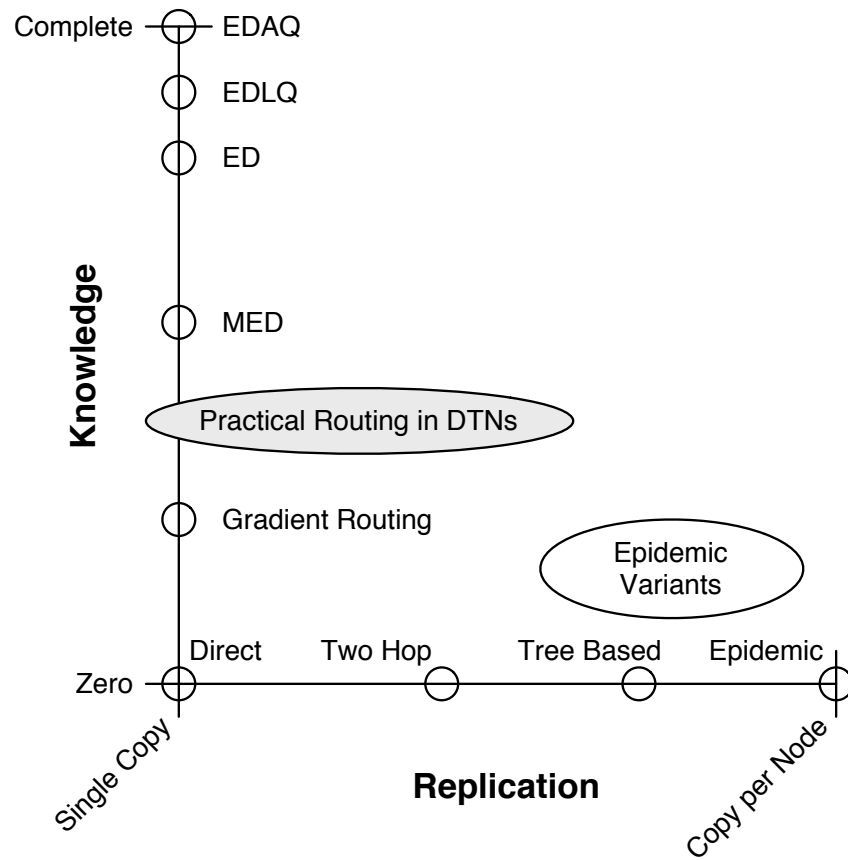 Complete
EDAQ
EDLQ
ED
MED
Knowledge
Practical Routing in DTNs
Gradient Routing
Epidemic
Variants
Direct
Two Hop
Tree Based
Epidemic
Zero
Single Copy
Replication
Copy per Node